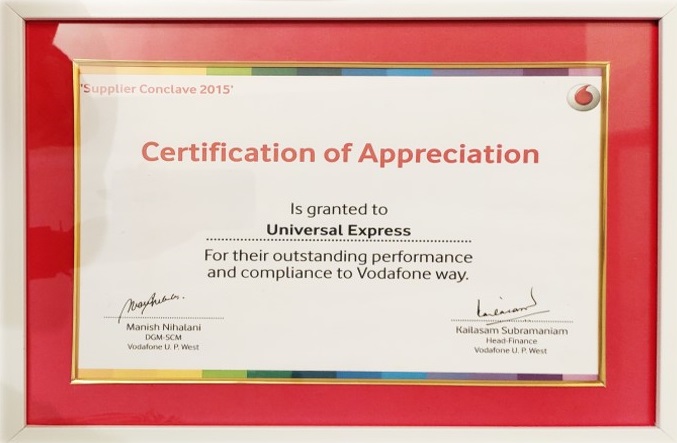 'Supplier Conclave 2015'
Certification of Appreciation
Is granted to
Universal Express
For their outstanding performance
and compliance to Vodafone way.
Manish Nihalani
DGM-SCM
Vodafone U. P. West
Kailasam Subramaniam
Head-Finance
Vodafone U. P. West